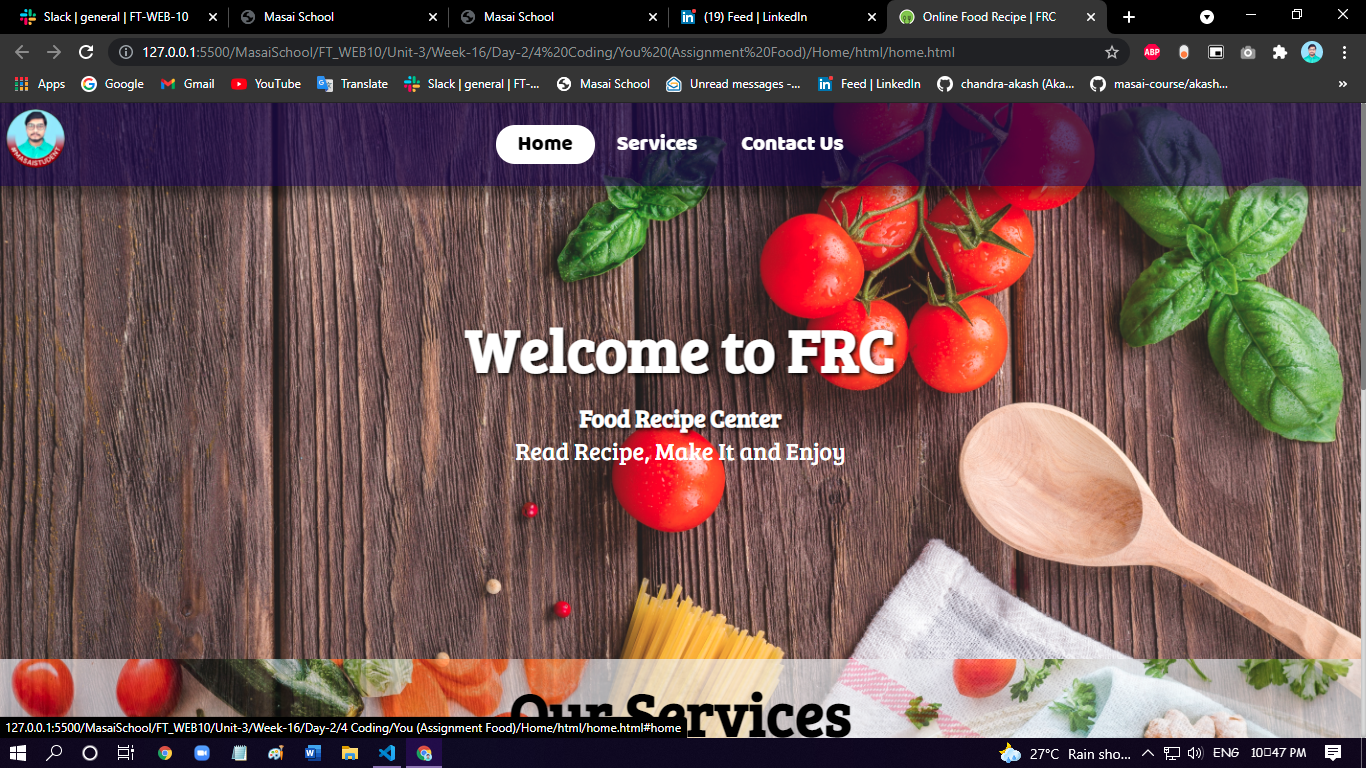 Slack | general | FT-WEB-10
Masai School
Masai School
(19) Feed | LinkedIn
Online Food Recipe | FRC
127.0.0.1:5500/MasaiSchool/FT_WEB10/Unit-3/Week-16/Day-2/4%20Coding/You%20(Assignment%20Food)/Home/html/home.html
ABP
Apps
Google
Gmail
YouTube
Translate
Slack | general | FT-...
Masai School
Unread messages -...
Feed | LinkedIn
chandra-akash (Aka...
masai-course/akash...
»
#MASAISTUDENT
Home
Services
Contact Us
Welcome to FRC
Food Recipe Center
Read Recipe, Make It and Enjoy
Our Services
127.0.0.1:5500/MasaiSchool/FT_WEB10/Unit-3/Week-16/Day-2/4 Coding/You (Assignment Food)/Home/html/home.html#home
27°C Rain sho...
ENG
10:47 PM